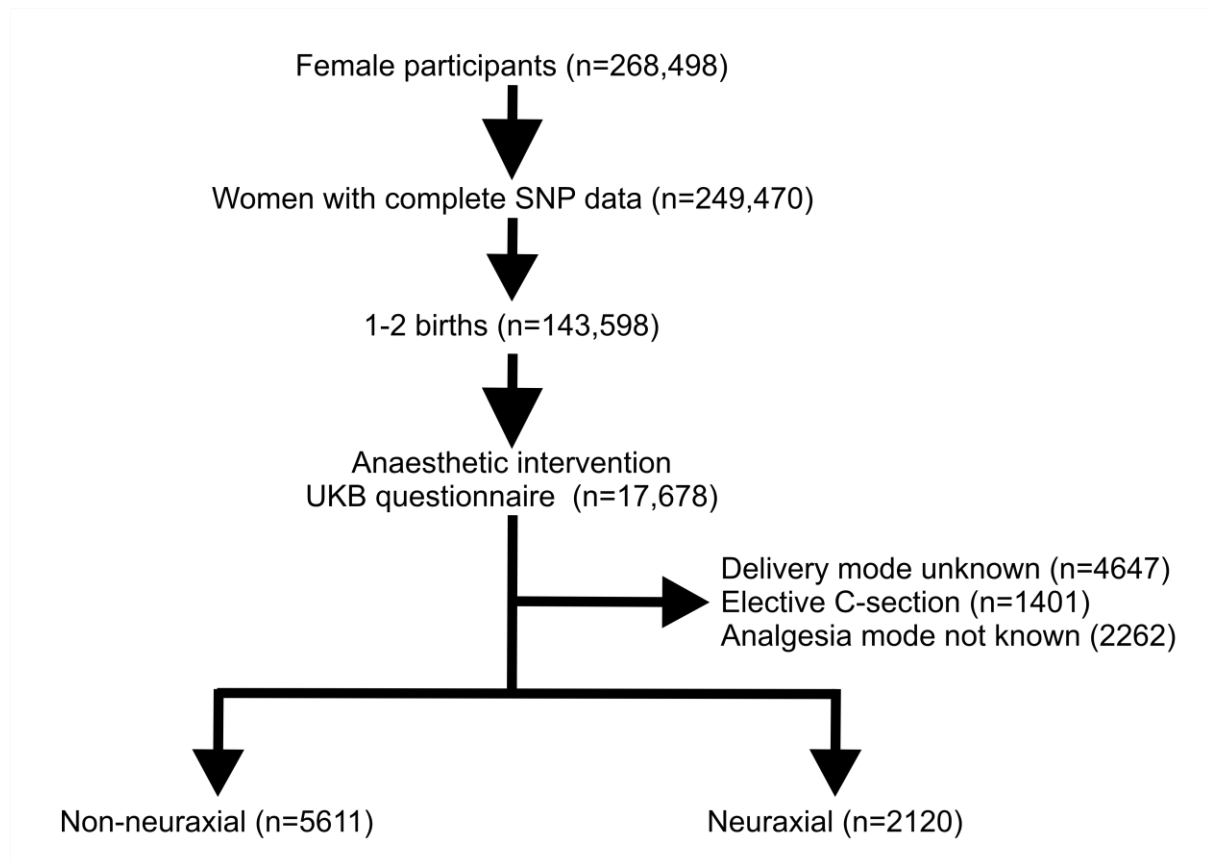 Female participants (n=268,498)
Women with complete SNP data (n=249,470)
1-2 births (n=143,598)
Anaesthetic intervention
UKB questionnaire (n=17,678)
Delivery mode unknown (n=4647)
Elective C-section (n=1401)
Analgesia mode not known (2262)
Non-neuraxial (n=5611)
Neuraxial (n=2120)